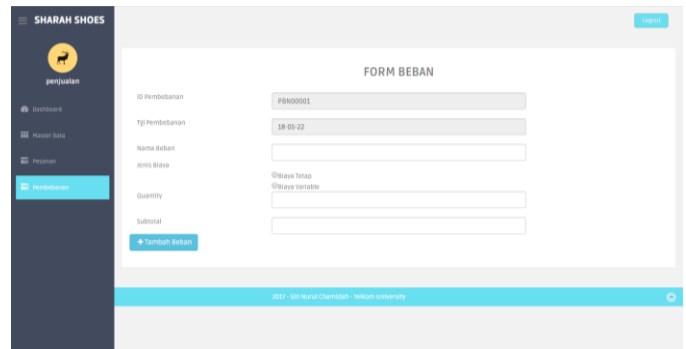 SHARAH SHOES
Logout
penjualan
Dashboard
Master Data
Pesanan
Pembebanan
FORM BEBAN
ID Pembebanan
PBN00001
Tgl Pembebanan
18-05-22
Nama Beban
Jenis Biaya
Biaya Tetap
Biaya Variable
Quantity
Subtotal
+ Tambah Beban
2017 - Siti Nurul Chamidah - Telkom University